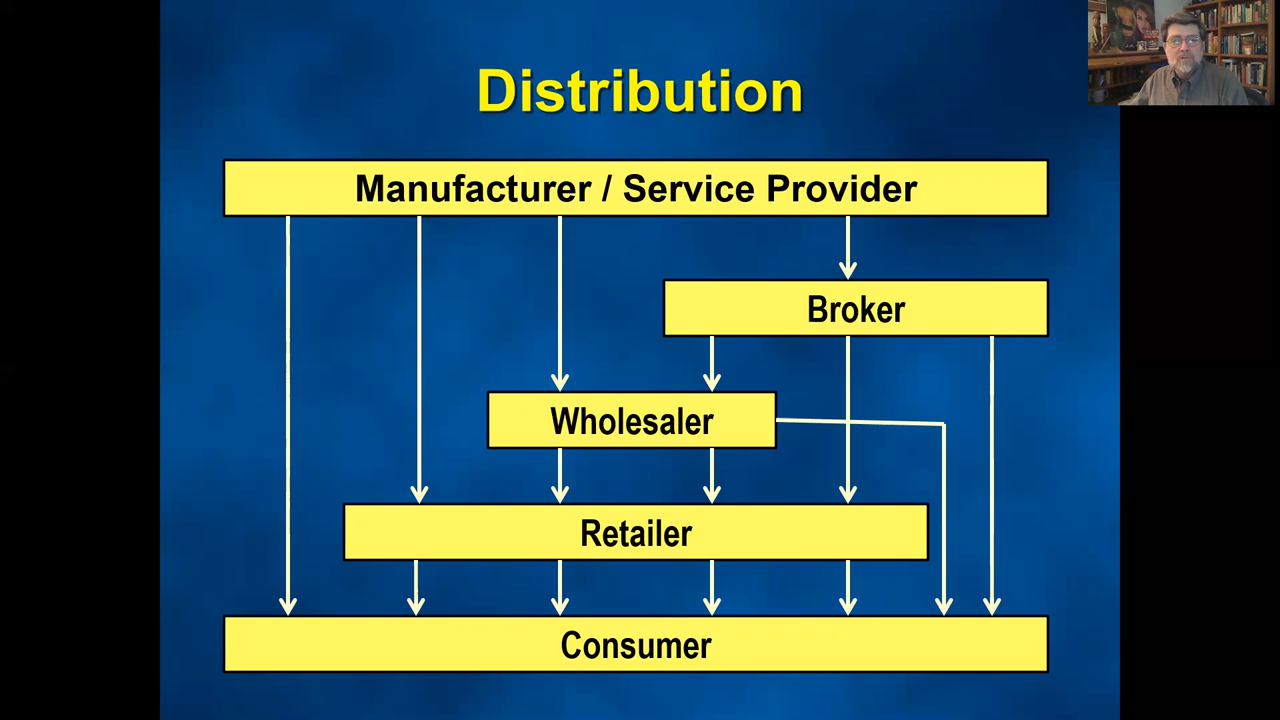 Distribution
Manufacturer / Service Provider
Broker
Wholesaler
Retailer
Consumer